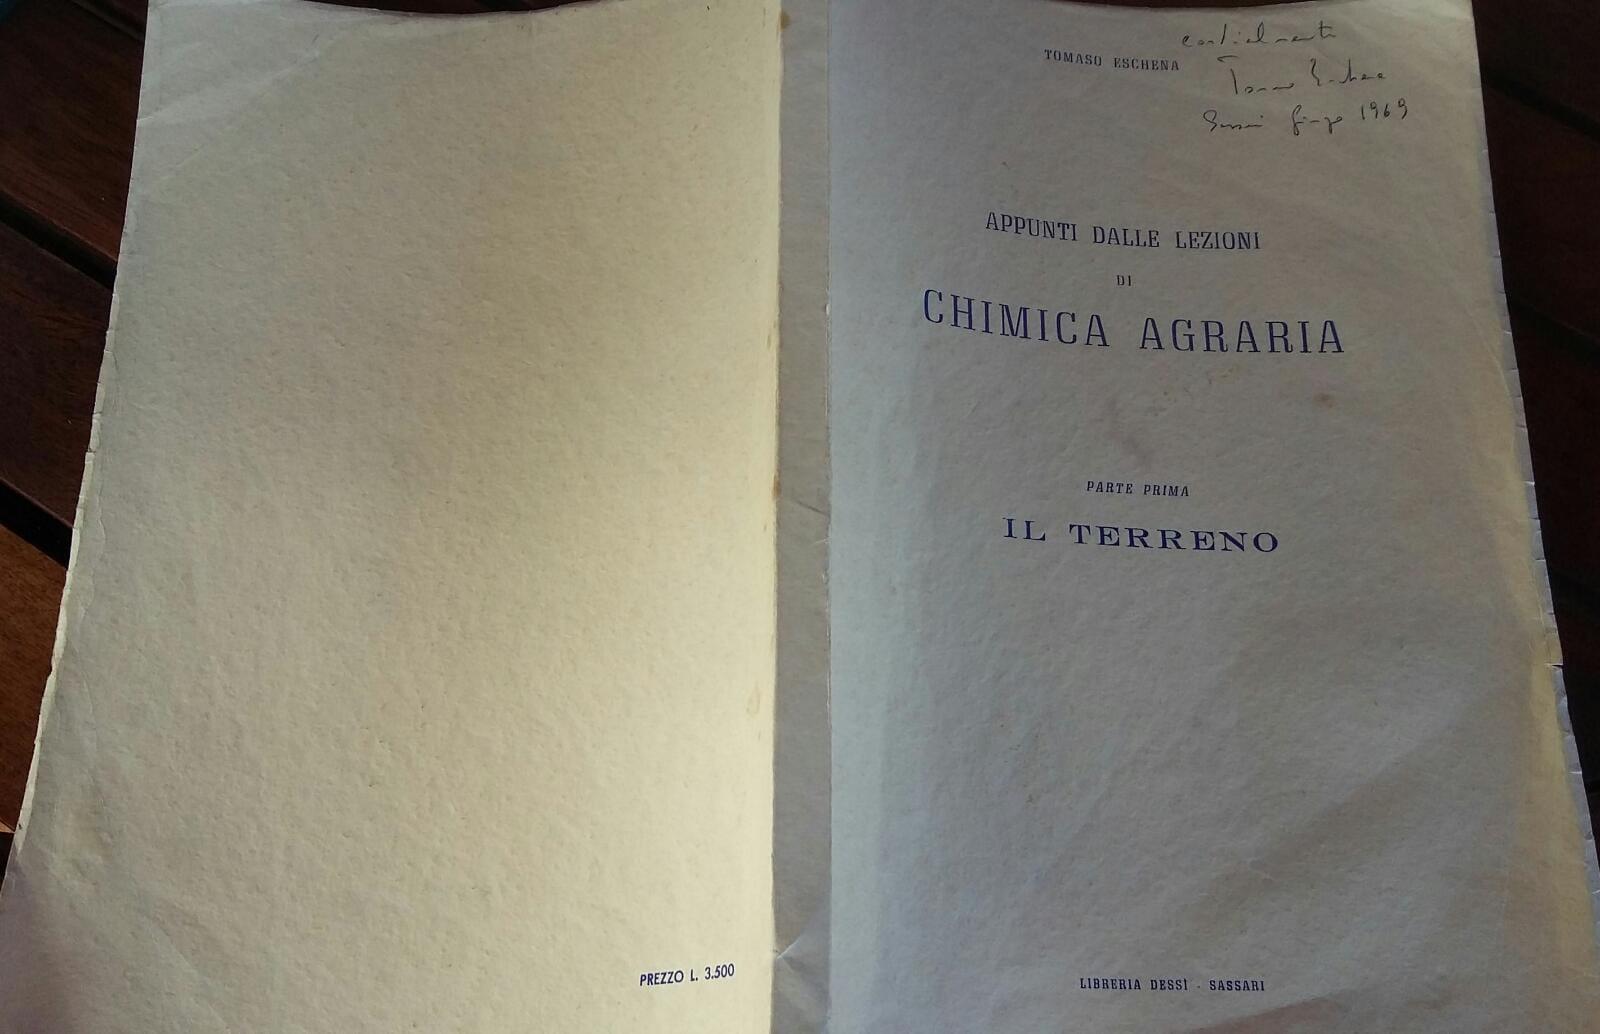 PREZZO L. 3.500
cordialmente
TOMASO ESCHENA
Tomaso Eschena
Sassari giugno 1969
APPUNTI DALLE LEZIONI
DI
CHIMICA AGRARIA
PARTE PRIMA
IL TERRENO
LIBRERIA DESSÌ - SASSARI